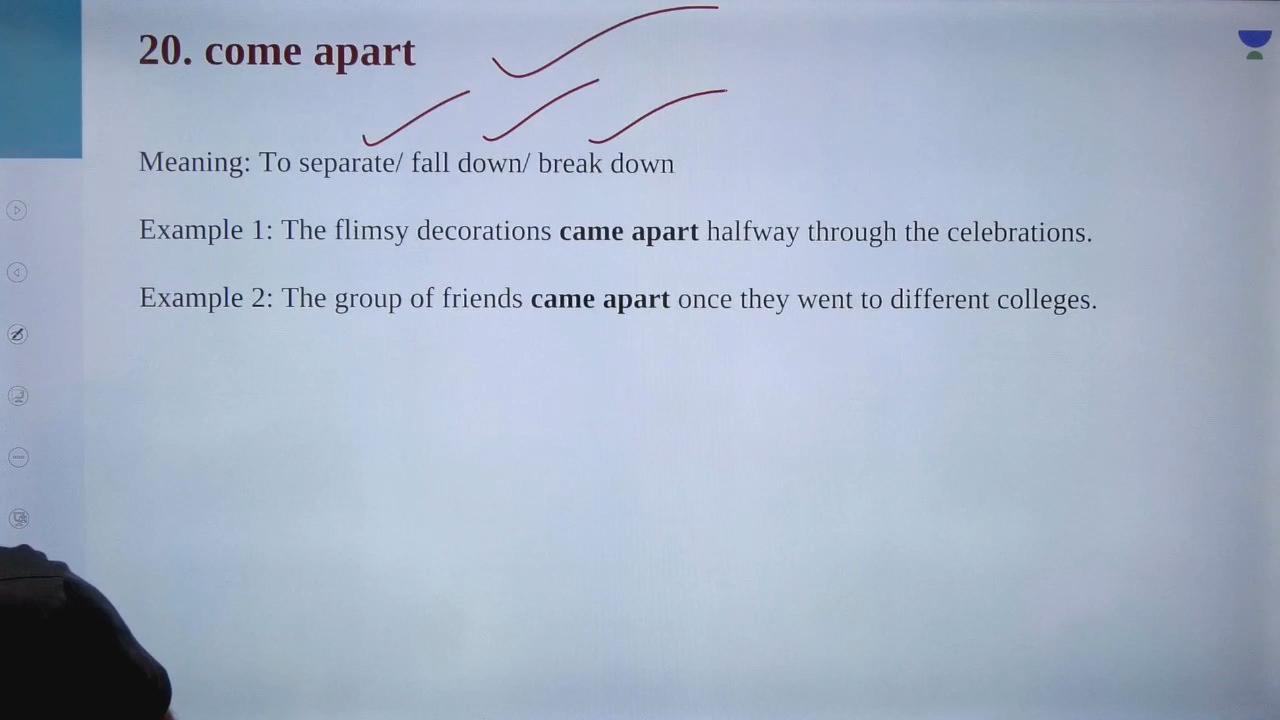 20. come apart
Meaning: To separate/ fall down/ break down
Example 1: The flimsy decorations came apart halfway through the celebrations.
Example 2: The group of friends came apart once they went to different colleges.